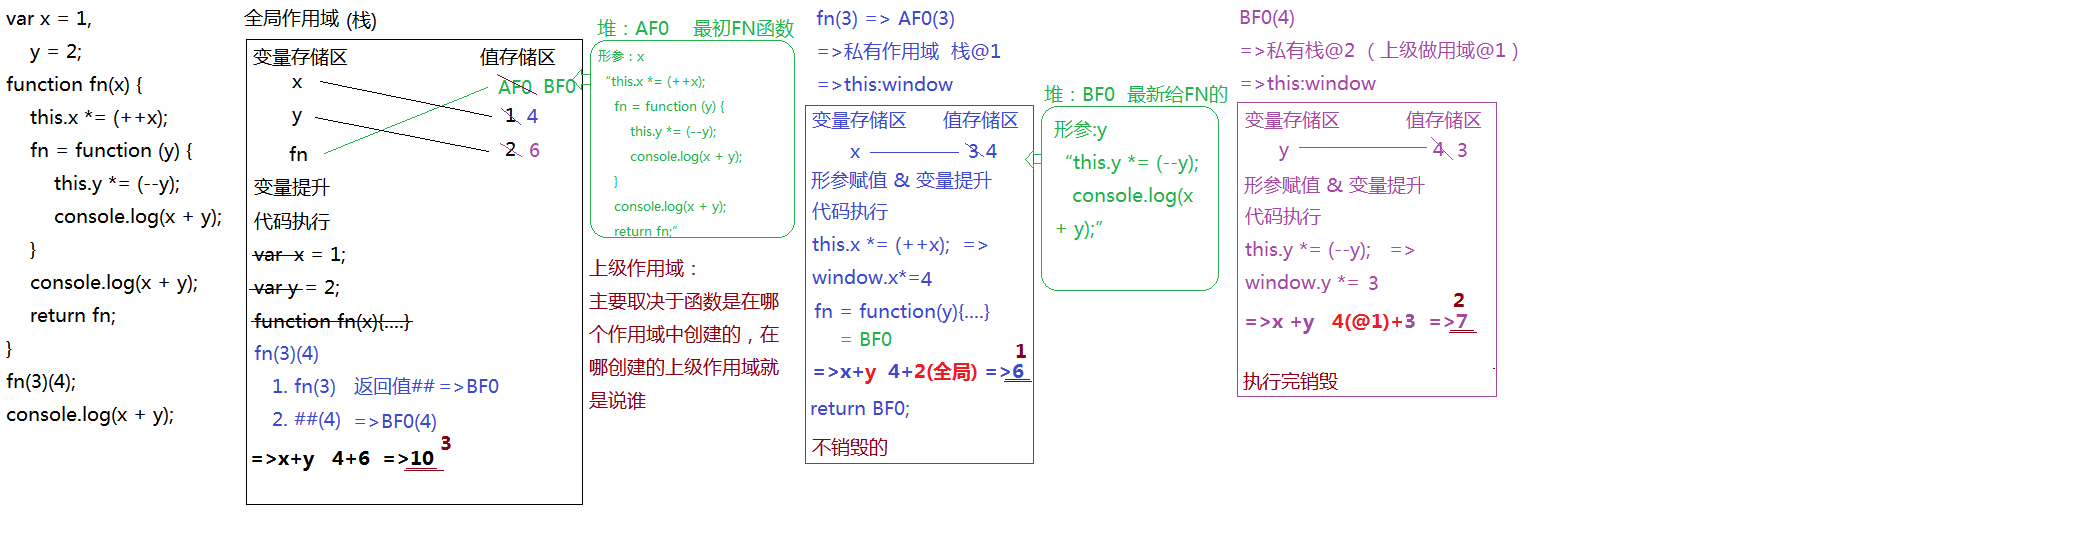 var x = 1,
y = 2;
function fn(x) {
this.x *= (++x);
fn = function (y) {
this.y *= (--y);
console.log(x + y);
}
console.log(x + y);
return fn;
}
fn(3)(4);
console.log(x + y);
全局作用域 (栈)
变量存储区 值存储区
x AF0 BF0
y 1 4
fn 2 6
变量提升
代码执行
var x = 1;
var y = 2;
function fn(x){....}
fn(3)(4)
1. fn(3) 返回值## =>BF0
2. ##(4) =>BF0(4)
3
=>x+y 4+6 =>10
堆：AF0 最初FN函数
形参：x
“this.x *= (++x);
fn = function (y) {
this.y *= (--y);
console.log(x + y);
}
console.log(x + y);
return fn;”
上级作用域：
主要取决于函数是在哪
个作用域中创建的，在
哪创建的上级作用域就
是说谁
fn(3) => AF0(3)
=>私有作用域 栈@1
=>this:window
变量存储区 值存储区
x 3 4
形参赋值 & 变量提升
代码执行
this.x *= (++x); =>
window.x*=4
fn = function(y){....}
= BF0
1
=>x+y 4+2(全局) =>6
return BF0;
不销毁的
堆：BF0 最新给FN的
形参:y
“this.y *= (--y);
console.log(x
+ y);”
BF0(4)
=>私有栈@2（上级做用域@1）
=>this:window
变量存储区 值存储区
y 4 3
形参赋值 & 变量提升
代码执行
this.y *= (--y); =>
window.y *= 3
2
=>x +y 4(@1)+3 =>7
执行完销毁